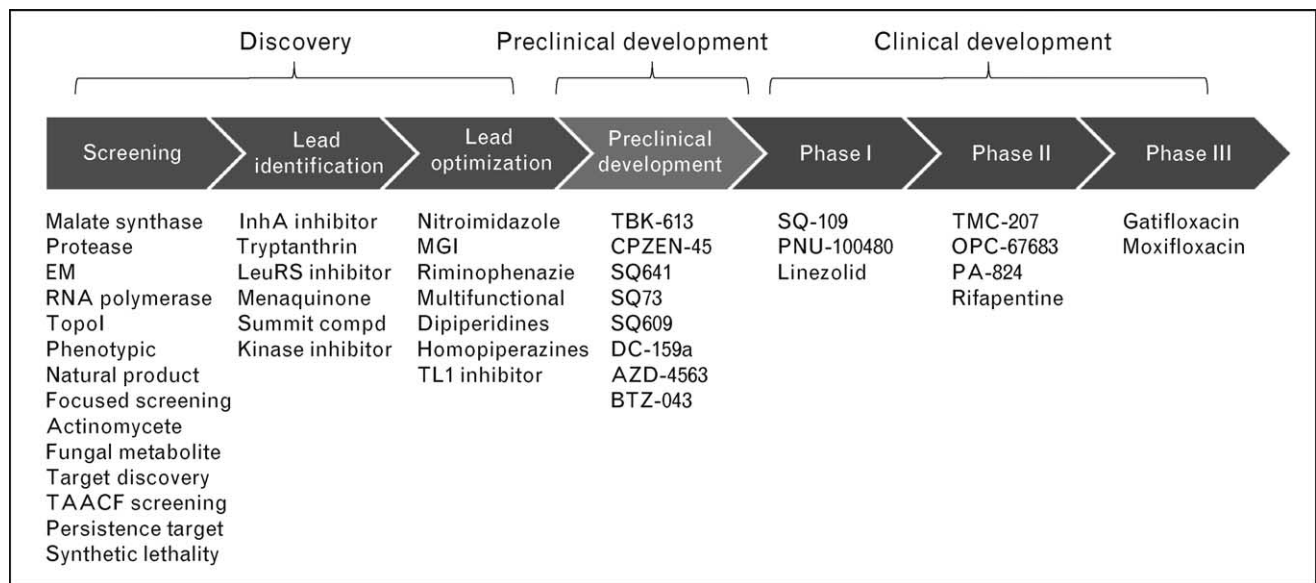 Discovery
Preclinical development
Clinical development
Screening
Lead
identification
Lead
optimization
Preclinical
development
Phase I
Phase II
Phase III
Malate synthase
Protease
EM
RNA polymerase
TopoI
Phenotypic
Natural product
Focused screening
Actinomycete
Fungal metabolite
Target discovery
TAACF screening
Persistence target
Synthetic lethality
InhA inhibitor
Tryptanthrin
LeuRS inhibitor
Menaquinone
Summit compd
Kinase inhibitor
Nitroimidazole
MGI
Riminophenazie
Multifunctional
Dipiperidines
Homopiperazines
TL1 inhibitor
TBK-613
CPZEN-45
SQ641
SQ73
SQ609
DC-159a
AZD-4563
BTZ-043
SQ-109
PNU-100480
Linezolid
TMC-207
OPC-67683
PA-824
Rifapentine
Gatifloxacin
Moxifloxacin